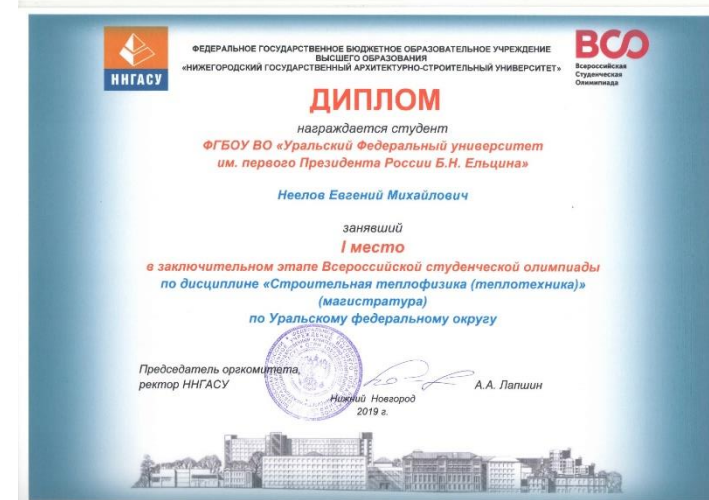 ФЕДЕРАЛЬНОЕ ГОСУДАРСТВЕННОЕ БЮДЖЕТНОЕ ОБРАЗОВАТЕЛЬНОЕ УЧРЕЖДЕНИЕ
ВЫСШЕГО ОБРАЗОВАНИЯ
«НИЖЕГОРОДСКИЙ ГОСУДАРСТВЕННЫЙ АРХИТЕКТУРНО-СТРОИТЕЛЬНЫЙ УНИВЕРСИТЕТ»
ННГАСУ
ВСО
Всероссийская
Студенческая
Олимпиада
ДИПЛОМ
награждается студент
ФГБОУ ВО «Уральский Федеральный университет
им. первого Президента России Б.Н. Ельцина»
Неелов Евгений Михайлович
занявший
I место
в заключительном этапе Всероссийской студенческой олимпиады
по дисциплине «Строительная теплофизика (теплотехника)»
(магистратура)
по Уральскому федеральному округу
Председатель оргкомитета,
ректор ННГАСУ
А.А. Лапшин
Нижний Новгород
2019 г.